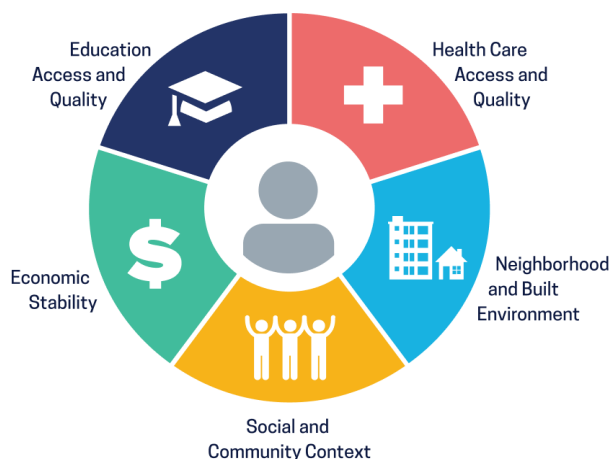 Education
Access and
Quality
Health Care
Access and
Quality
Economic
Stability
Neighborhood
and Built
Environment
Social and
Community Context